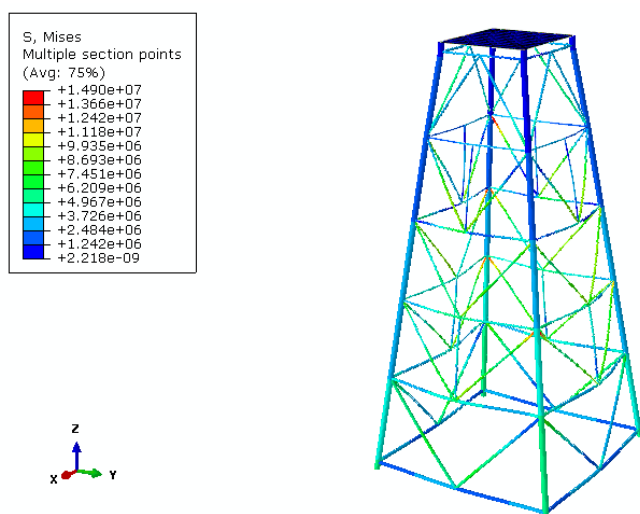 S, Mises
Multiple section points
(Avg: 75%)
+1.490e+07
+1.366e+07
+1.242e+07
+1.118e+07
+9.935e+06
+8.693e+06
+7.451e+06
+6.209e+06
+4.967e+06
+3.726e+06
+2.484e+06
+1.242e+06
+2.218e-09
Z
X
Y